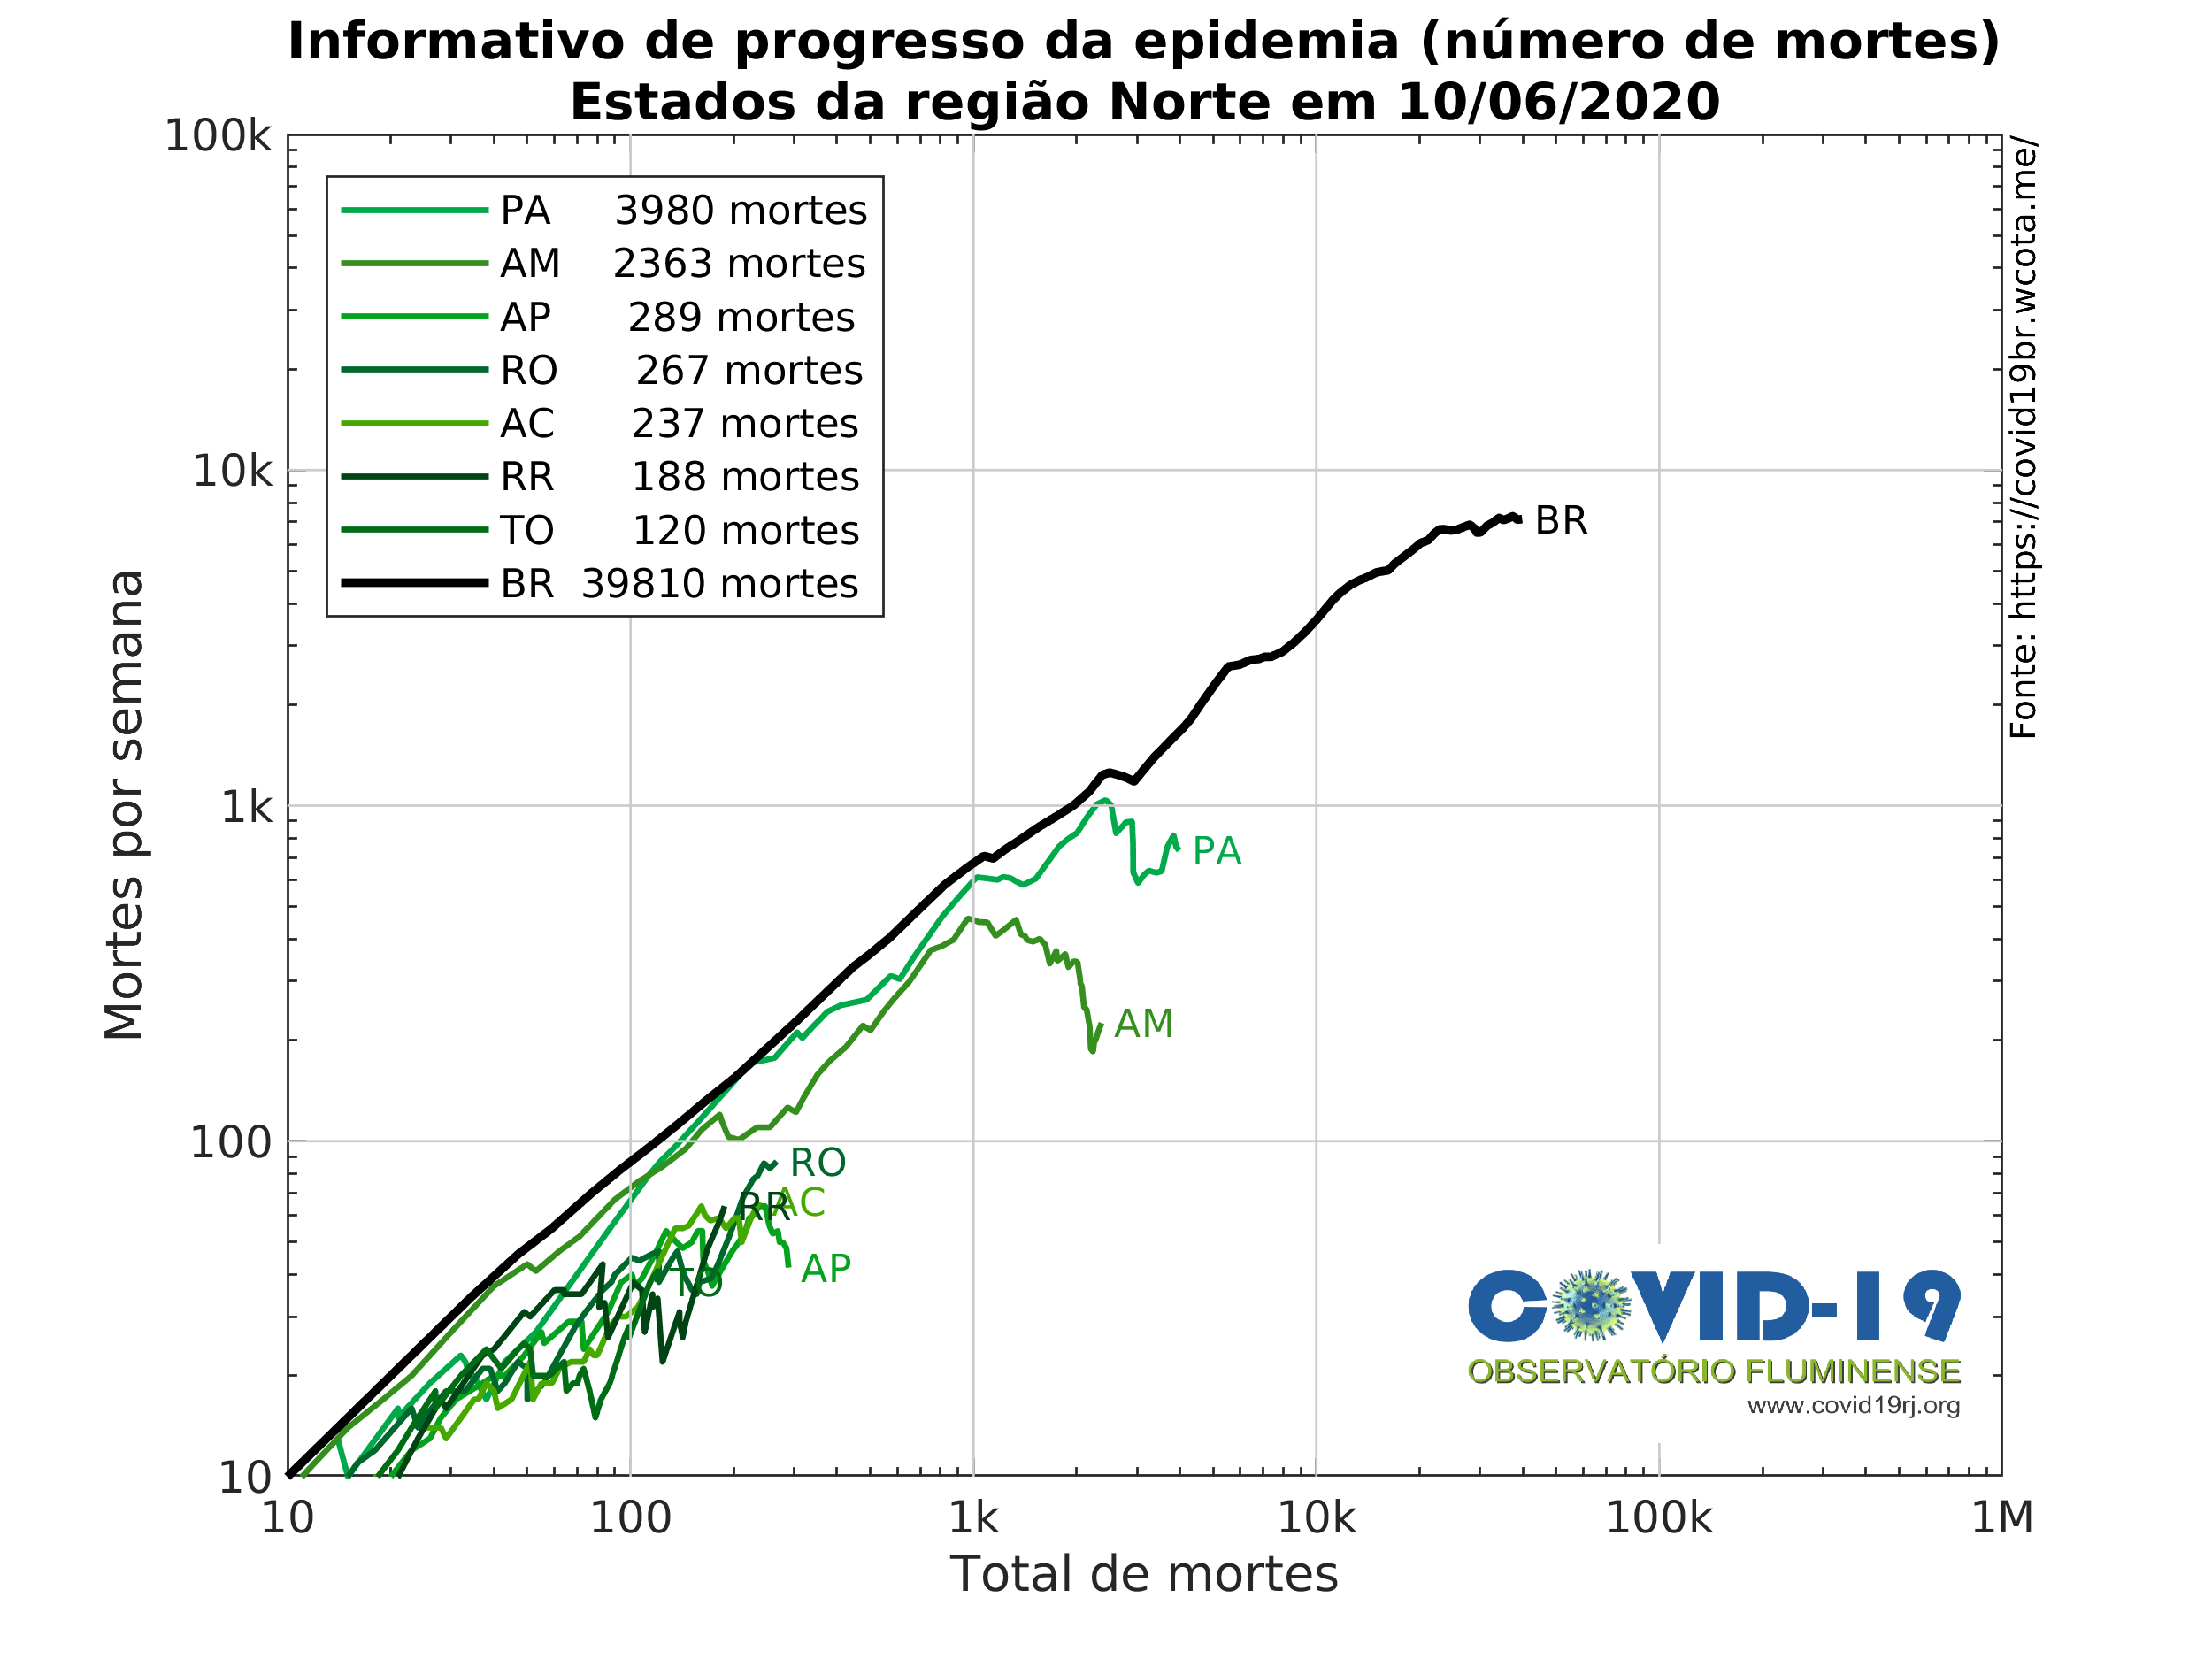 Informativo de progresso da epidemia (número de mortes)
Estados da região Norte em 10/06/2020
100k
10k
1k
100
10
Mortes por semana
PA 3980 mortes
AM 2363 mortes
AP 289 mortes
RO 267 mortes
AC 237 mortes
RR 188 mortes
TO 120 mortes
BR 39810 mortes
BR
PA
AM
RO
RR
AC
AP
TO
Fonte: https://covid19br.wcota.me/
COVID-19
OBSERVATÓRIO FLUMINENSE
www.covid19rj.org
10 100 1k 10k 100k 1M
Total de mortes